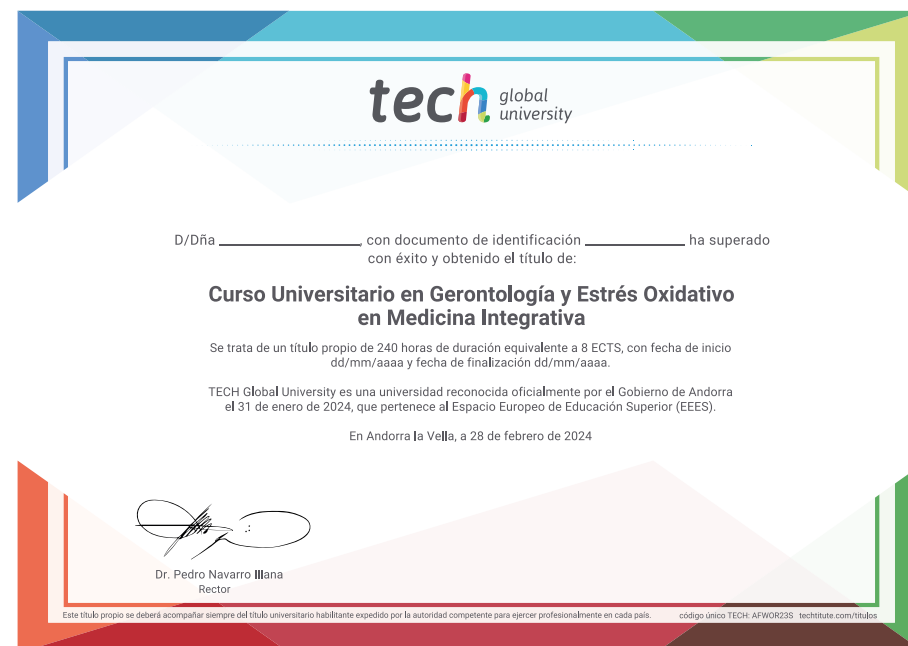 tech global university
D/Dña ____________________, con documento de identificación ______________ ha superado
con éxito y obtenido el título de:
Curso Universitario en Gerontología y Estrés Oxidativo
en Medicina Integrativa
Se trata de un título propio de 240 horas de duración equivalente a 8 ECTS, con fecha de inicio
dd/mm/aaaa y fecha de finalización dd/mm/aaaa.
TECH Global University es una universidad reconocida oficialmente por el Gobierno de Andorra
el 31 de enero de 2024, que pertenece al Espacio Europeo de Educación Superior (EEES).
En Andorra la Vella, a 28 de febrero de 2024
Dr. Pedro Navarro Illana
Rector
Este título propio se deberá acompañar siempre del título universitario habilitante expedido por la autoridad competente para ejercer profesionalmente en cada país. código único TECH: AFWOR23S techtitute.com/titulos